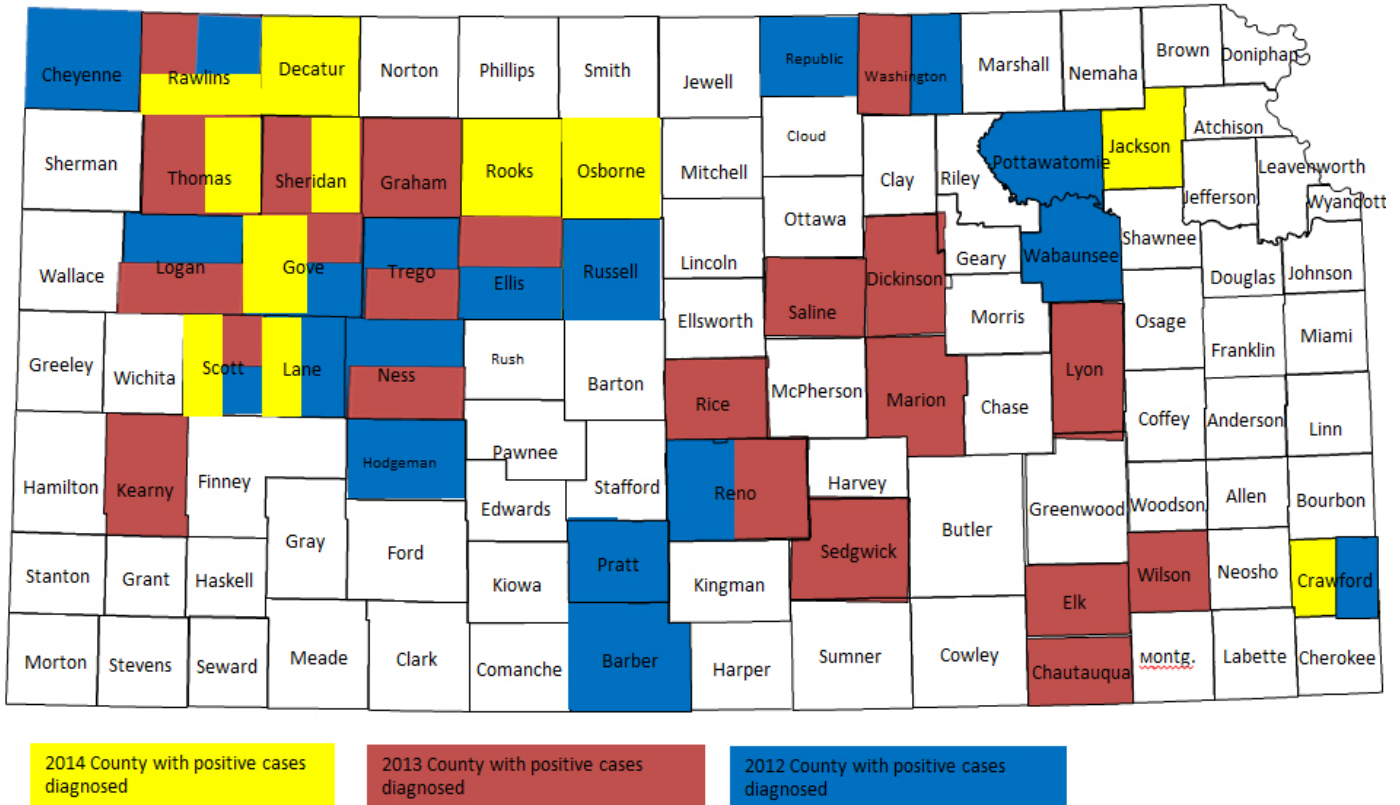 Cheyenne
Rawlins
Decatur
Norton
Phillips
Smith
Jewell
Republic
Washington
Marshall
Nemaha
Brown
Doniphan
Sherman
Thomas
Sheridan
Graham
Rooks
Osborne
Mitchell
Cloud
Clay
Riley
Pottawatomie
Jackson
Atchison
Leavenworth
Jefferson
Wyandott
Ottawa
Wallace
Logan
Gove
Trego
Ellis
Russell
Lincoln
Saline
Dickinson
Geary
Wabaunsee
Shawnee
Douglas
Johnson
Greeley
Wichita
Scott
Lane
Ness
Rush
Barton
Ellsworth
Rice
McPherson
Marion
Morris
Chase
Lyon
Osage
Franklin
Miami
Coffey
Anderson
Linn
Hamilton
Kearny
Finney
Hodgeman
Pawnee
Edwards
Stafford
Reno
Harvey
Sedgwick
Butler
Greenwood
Woodson
Allen
Bourbon
Stanton
Grant
Haskell
Gray
Ford
Kiowa
Pratt
Kingman
Elk
Wilson
Neosho
Crawford
Morton
Stevens
Seward
Meade
Clark
Comanche
Barber
Harper
Sumner
Cowley
Chautauqua
Montg.
Labette
Cherokee
2014 County with positive cases
diagnosed
2013 County with positive cases
diagnosed
2012 County with positive cases
diagnosed